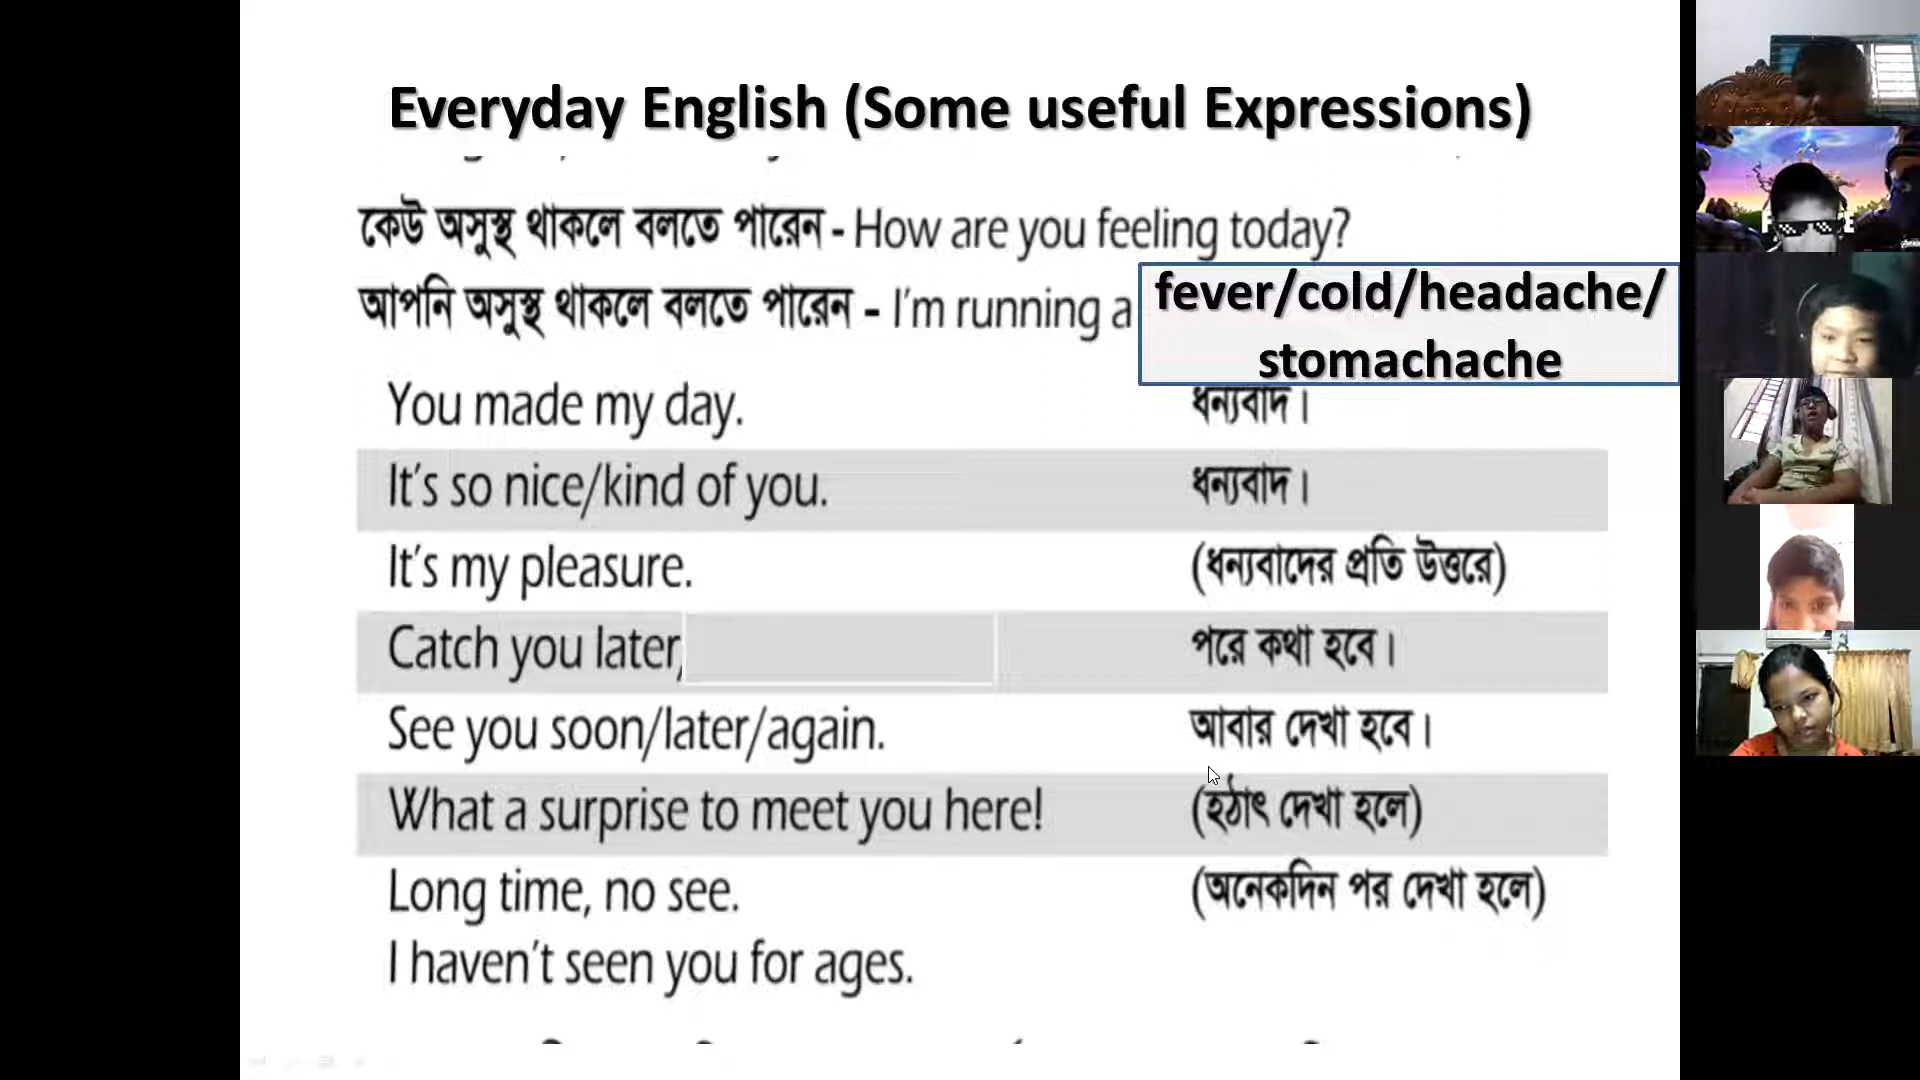 Everyday English (Some useful Expressions)
কেউ অসুস্থ থাকলে বলতে পারেন - How are you feeling today?
আপনি অসুস্থ থাকলে বলতে পারেন - I'm running a fever/cold/headache/
stomachache
You made my day. ধন্যবাদ।
It's so nice/kind of you. ধন্যবাদ।
It's my pleasure. (ধন্যবাদের প্রতি উত্তরে)
Catch you later, পরে কথা হবে।
See you soon/later/again. আবার দেখা হবে।
What a surprise to meet you here! (হঠাৎ দেখা হলে)
Long time, no see. (অনেকদিন পর দেখা হলে)
I haven't seen you for ages.